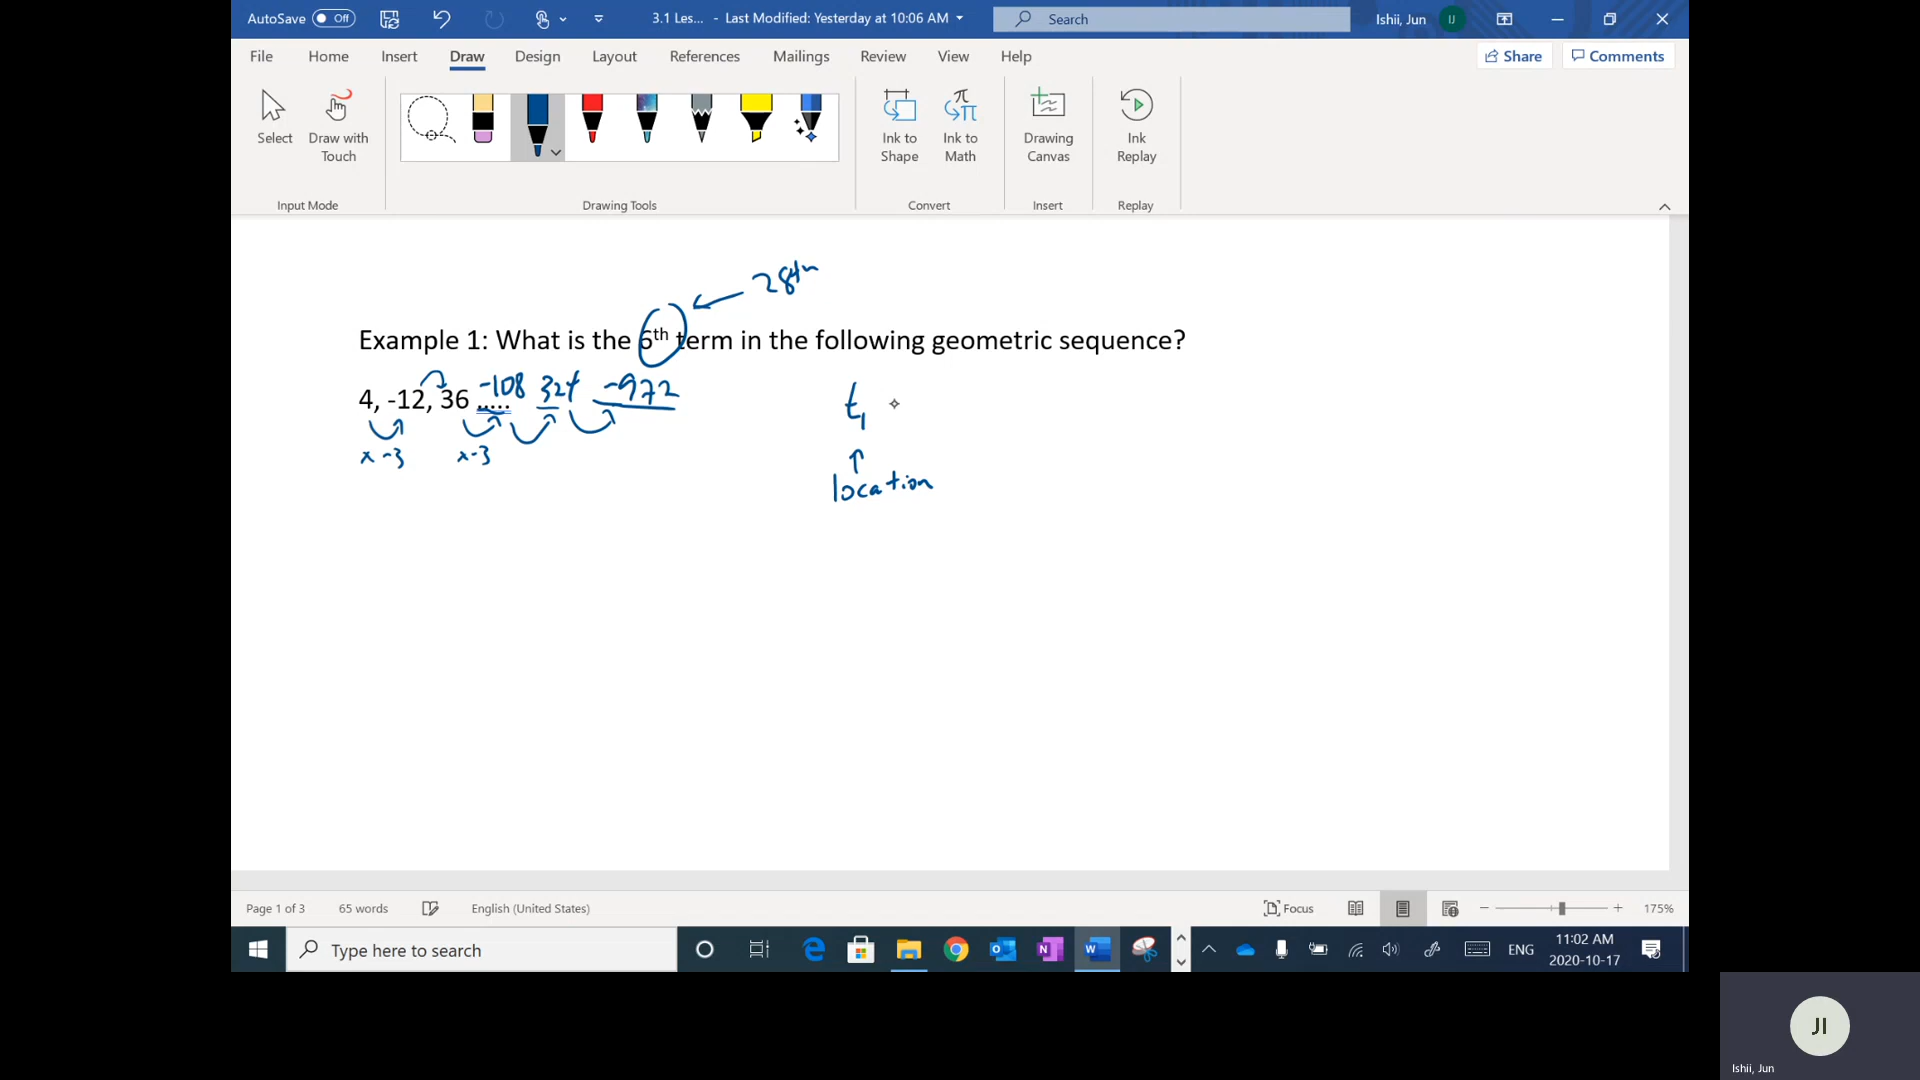 AutoSave Off 3.1 Les... - Last Modified: Yesterday at 10:06 AM Search Ishii, Jun IJ
File Home Insert Draw Design Layout References Mailings Review View Help Share Comments
Select Draw with Touch Ink to Shape Ink to Math Drawing Canvas Ink Replay
Input Mode Drawing Tools Convert Insert Replay
28th
Example 1: What is the 6th term in the following geometric sequence?
4, -12, 36 ..... -108 324 -972
t1
x -3 x -3
location
Page 1 of 3 65 words English (United States) Focus 175%
Type here to search ENG 11:02 AM
2020-10-17
JI
Ishii, Jun